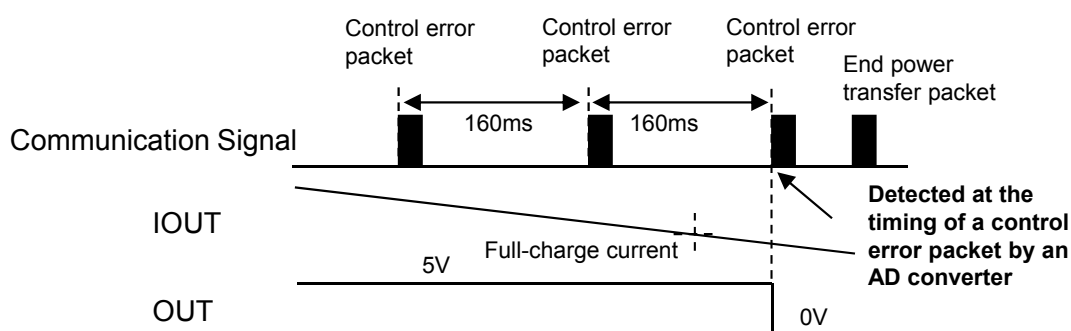 Control error
packet
Control error
packet
Control error
packet
End power
transfer packet
160ms
160ms
Communication Signal
Detected at the
timing of a control
error packet by an
AD converter
IOUT
Full-charge current
5V
OUT
0V